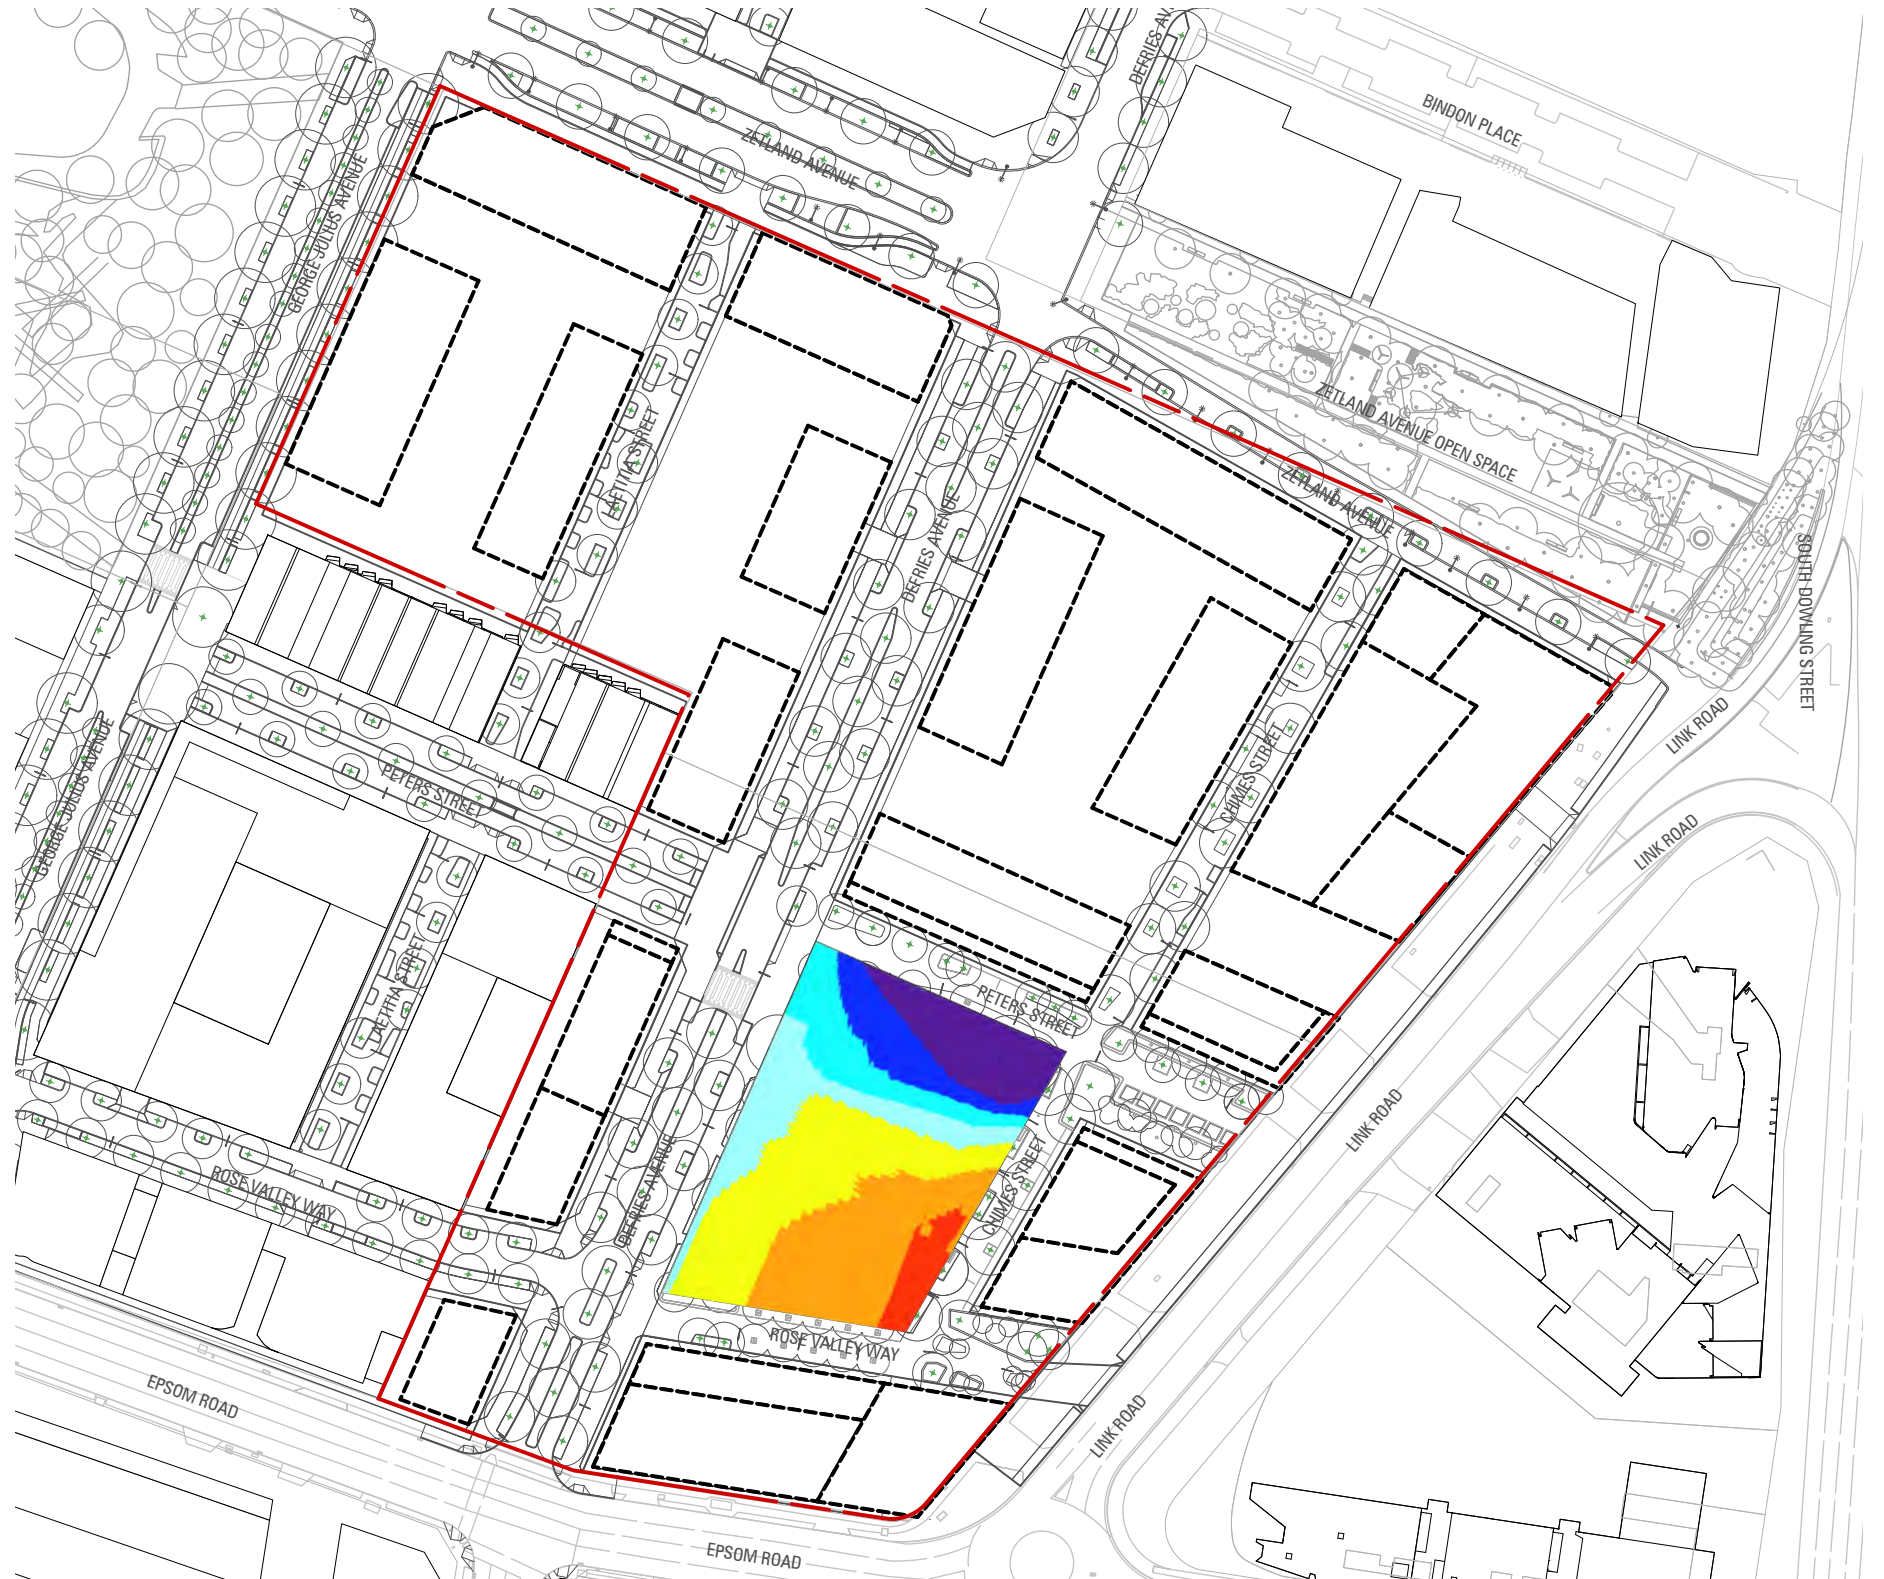 DEFRIES AV
BINDON PLACE
ZETLAND AVENUE
GEORGE JULIUS AVENUE
ZETLAND AVENUE OPEN SPACE
ZETLAND AVENUE
LAETITIA STREET
DEFRIES AVENUE
SOUTH DOWLING STREET
LINK ROAD
CHIMES STREET
GEORGE JULIUS AVENUE
PETERS STREET
LINK ROAD
LAETITIA STREET
PETERS STREET
LINK ROAD
ROSE VALLEY WAY
DEFRIES AVENUE
CHIMES STREET
ROSE VALLEY WAY
EPSOM ROAD
LINK ROAD
EPSOM ROAD